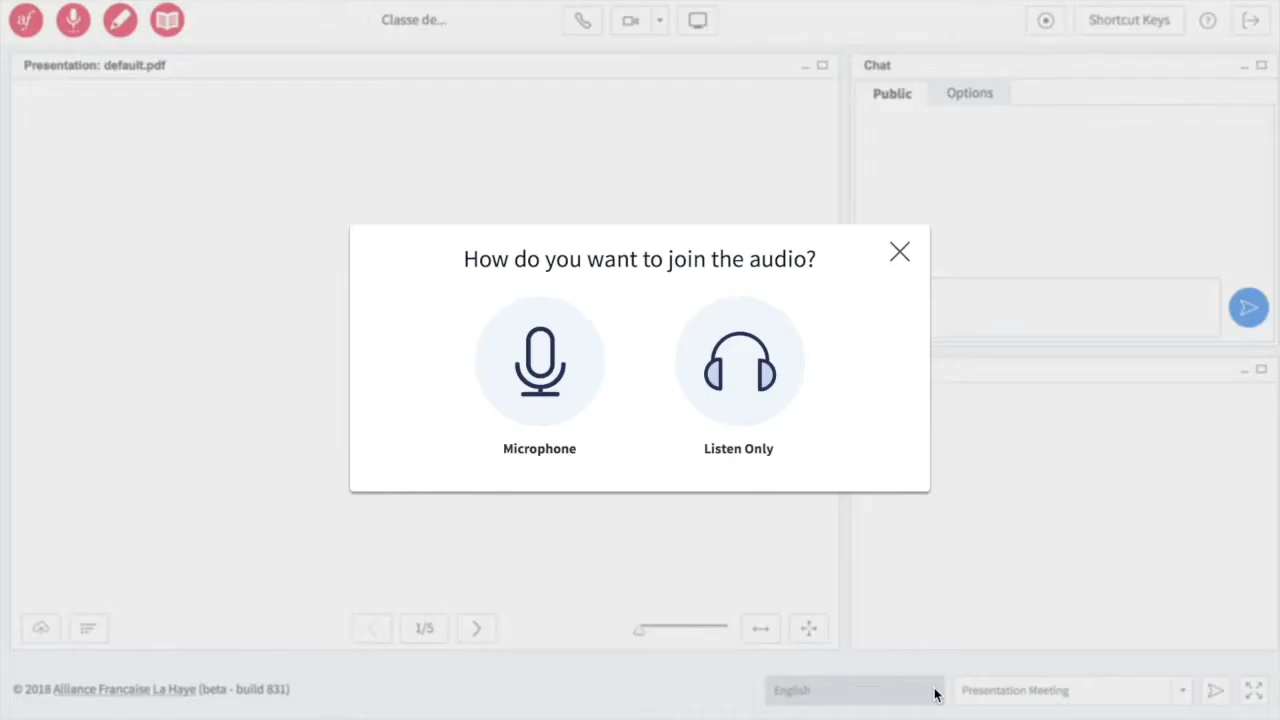 af
Classe de...
Shortcut Keys
?
Presentation: default.pdf
Chat
Public
Options
How do you want to join the audio?
Microphone
Listen Only
1/5
© 2018 Alliance Francaise La Haye (beta - build 831)
English
Presentation Meeting